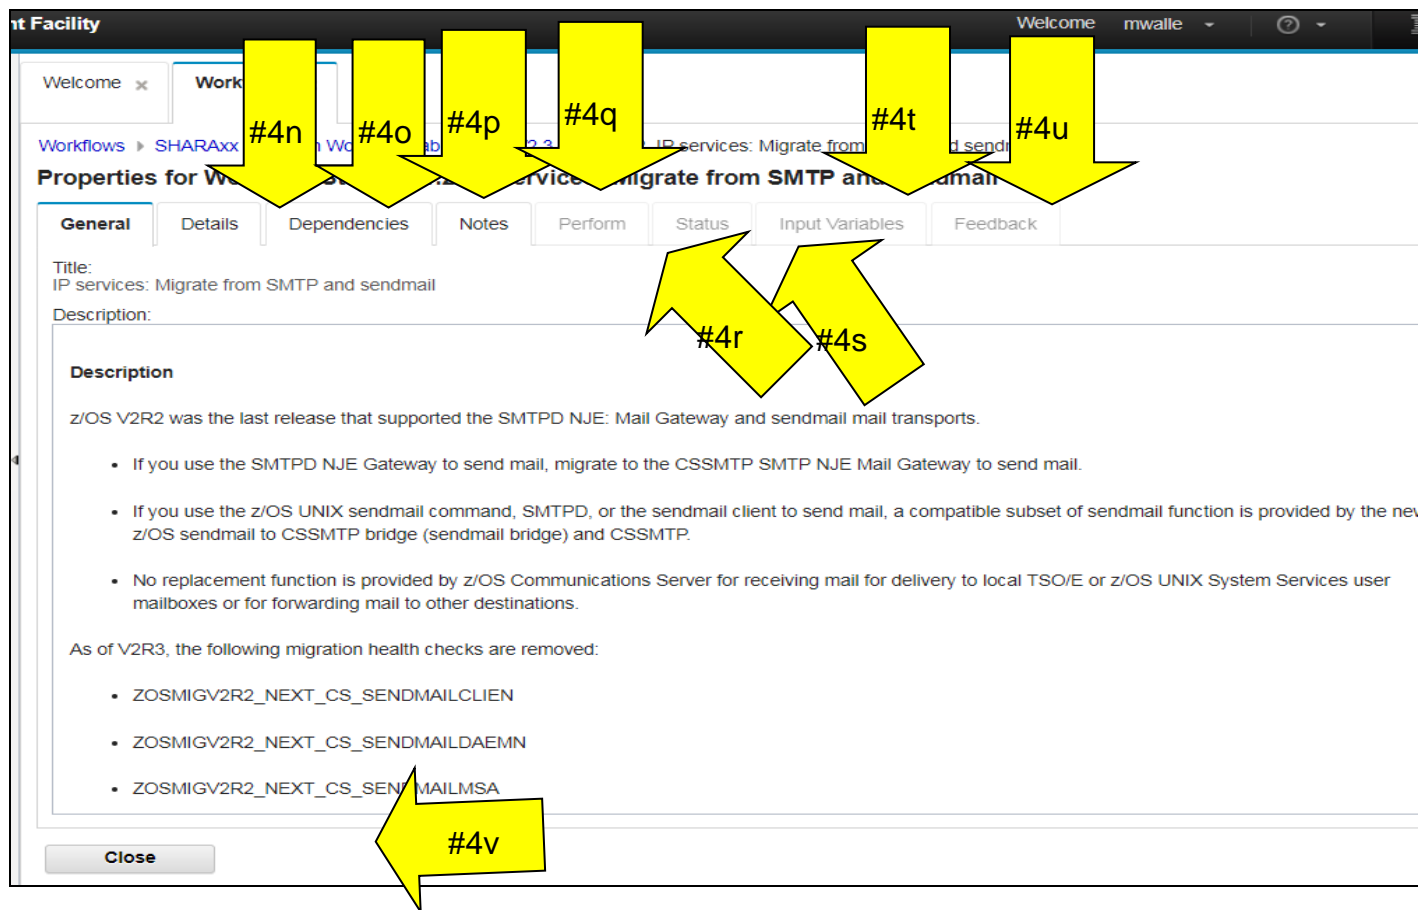 nt Facility Welcome mwalle
Welcome x Work
#4n #4o #4p #4q #4t #4u
Workflows SHARAxx IP services: Migrate from
Properties for
General Details Dependencies Notes Perform Status Input Variables Feedback
Title:
IP services: Migrate from SMTP and sendmail
Description:
#4r #4s
Description
z/OS V2R2 was the last release that supported the SMTPD NJE: Mail Gateway and sendmail mail transports.
• If you use the SMTPD NJE Gateway to send mail, migrate to the CSSMTP SMTP NJE Mail Gateway to send mail.
• If you use the z/OS UNIX sendmail command, SMTPD, or the sendmail client to send mail, a compatible subset of sendmail function is provided by the new
z/OS sendmail to CSSMTP bridge (sendmail bridge) and CSSMTP.
• No replacement function is provided by z/OS Communications Server for receiving mail for delivery to local TSO/E or z/OS UNIX System Services user
mailboxes or for forwarding mail to other destinations.
As of V2R3, the following migration health checks are removed:
• ZOSMIGV2R2_NEXT_CS_SENDMAILCLIEN
• ZOSMIGV2R2_NEXT_CS_SENDMAILDAEMN
• ZOSMIGV2R2_NEXT_CS_SENDMAILMSA
#4v
Close